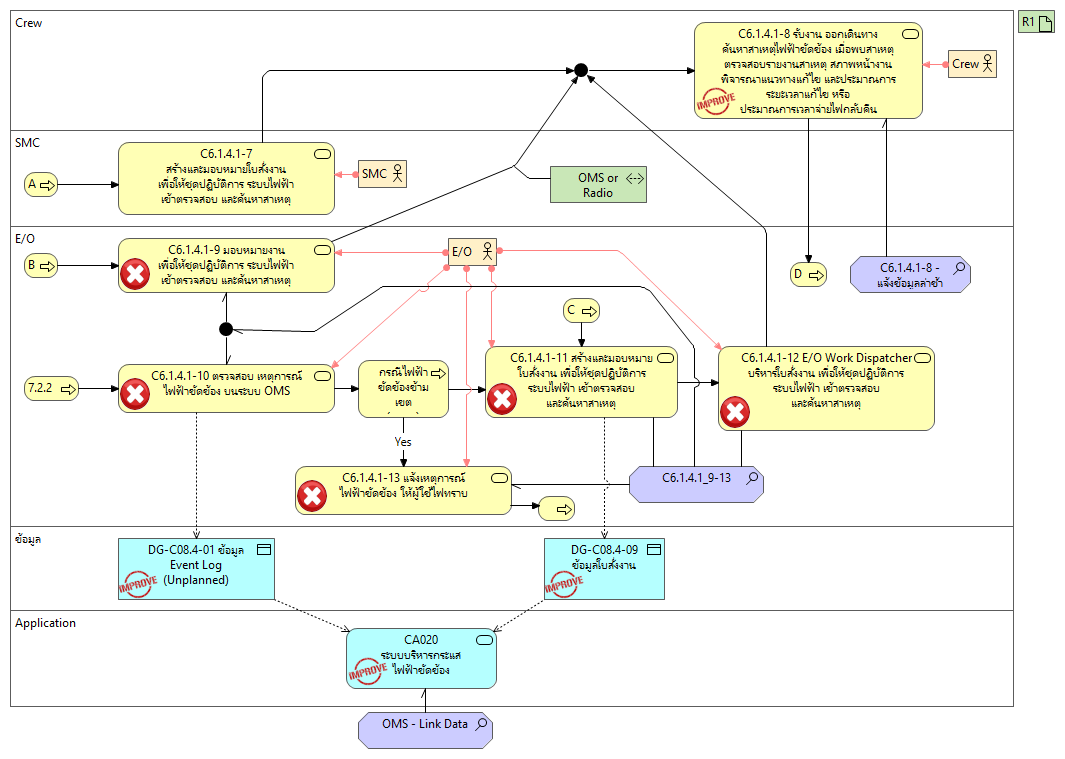 Crew
R1
C6.1.4.1-8 รับงาน ออกเดินทาง
ค้นหาสาเหตุไฟฟ้าขัดข้อง เมื่อพบสาเหตุ
ตรวจสอบรายงานสาเหตุ สภาพหน้างาน
พิจารณาแนวทางแก้ไข และประมาณการ
ระยะเวลาแก้ไข หรือ
ประมาณการเวลาจ่ายไฟกลับคืน
IMPROVE
Crew
SMC
C6.1.4.1-7
สร้างและมอบหมายใบสั่งงาน
เพื่อให้ชุดปฏิบัติการ ระบบไฟฟ้า
เข้าตรวจสอบ และค้นหาสาเหตุ
A
SMC
OMS or
Radio
E/O
C6.1.4.1-9 มอบหมายงาน
เพื่อให้ชุดปฏิบัติการ ระบบไฟฟ้า
เข้าตรวจสอบ และค้นหาสาเหตุ
B
E/O
D
C6.1.4.1-8 -
แจ้งข้อมูลล่าช้า
C
7.2.2
C6.1.4.1-10 ตรวจสอบ เหตุการณ์
ไฟฟ้าขัดข้อง บนระบบ OMS
กรณีไฟฟ้า
ขัดข้องข้าม
เขต
C6.1.4.1-11 สร้างและมอบหมาย
ใบสั่งงาน เพื่อให้ชุดปฏิบัติการ
ระบบไฟฟ้า เข้าตรวจสอบ
และค้นหาสาเหตุ
C6.1.4.1-12 E/O Work Dispatcher
บริหารใบสั่งงาน เพื่อให้ชุดปฏิบัติการ
ระบบไฟฟ้า เข้าตรวจสอบ
และค้นหาสาเหตุ
Yes
C6.1.4.1-13 แจ้งเหตุการณ์
ไฟฟ้าขัดข้อง ให้ผู้ใช้ไฟทราบ
C6.1.4.1_9-13
ข้อมูล
DG-C08.4-01 ข้อมูล
Event Log
(Unplanned)
IMPROVE
DG-C08.4-09
ข้อมูลใบสั่งงาน
IMPROVE
Application
CA020
ระบบบริหารกระแส
ไฟฟ้าขัดข้อง
IMPROVE
OMS - Link Data